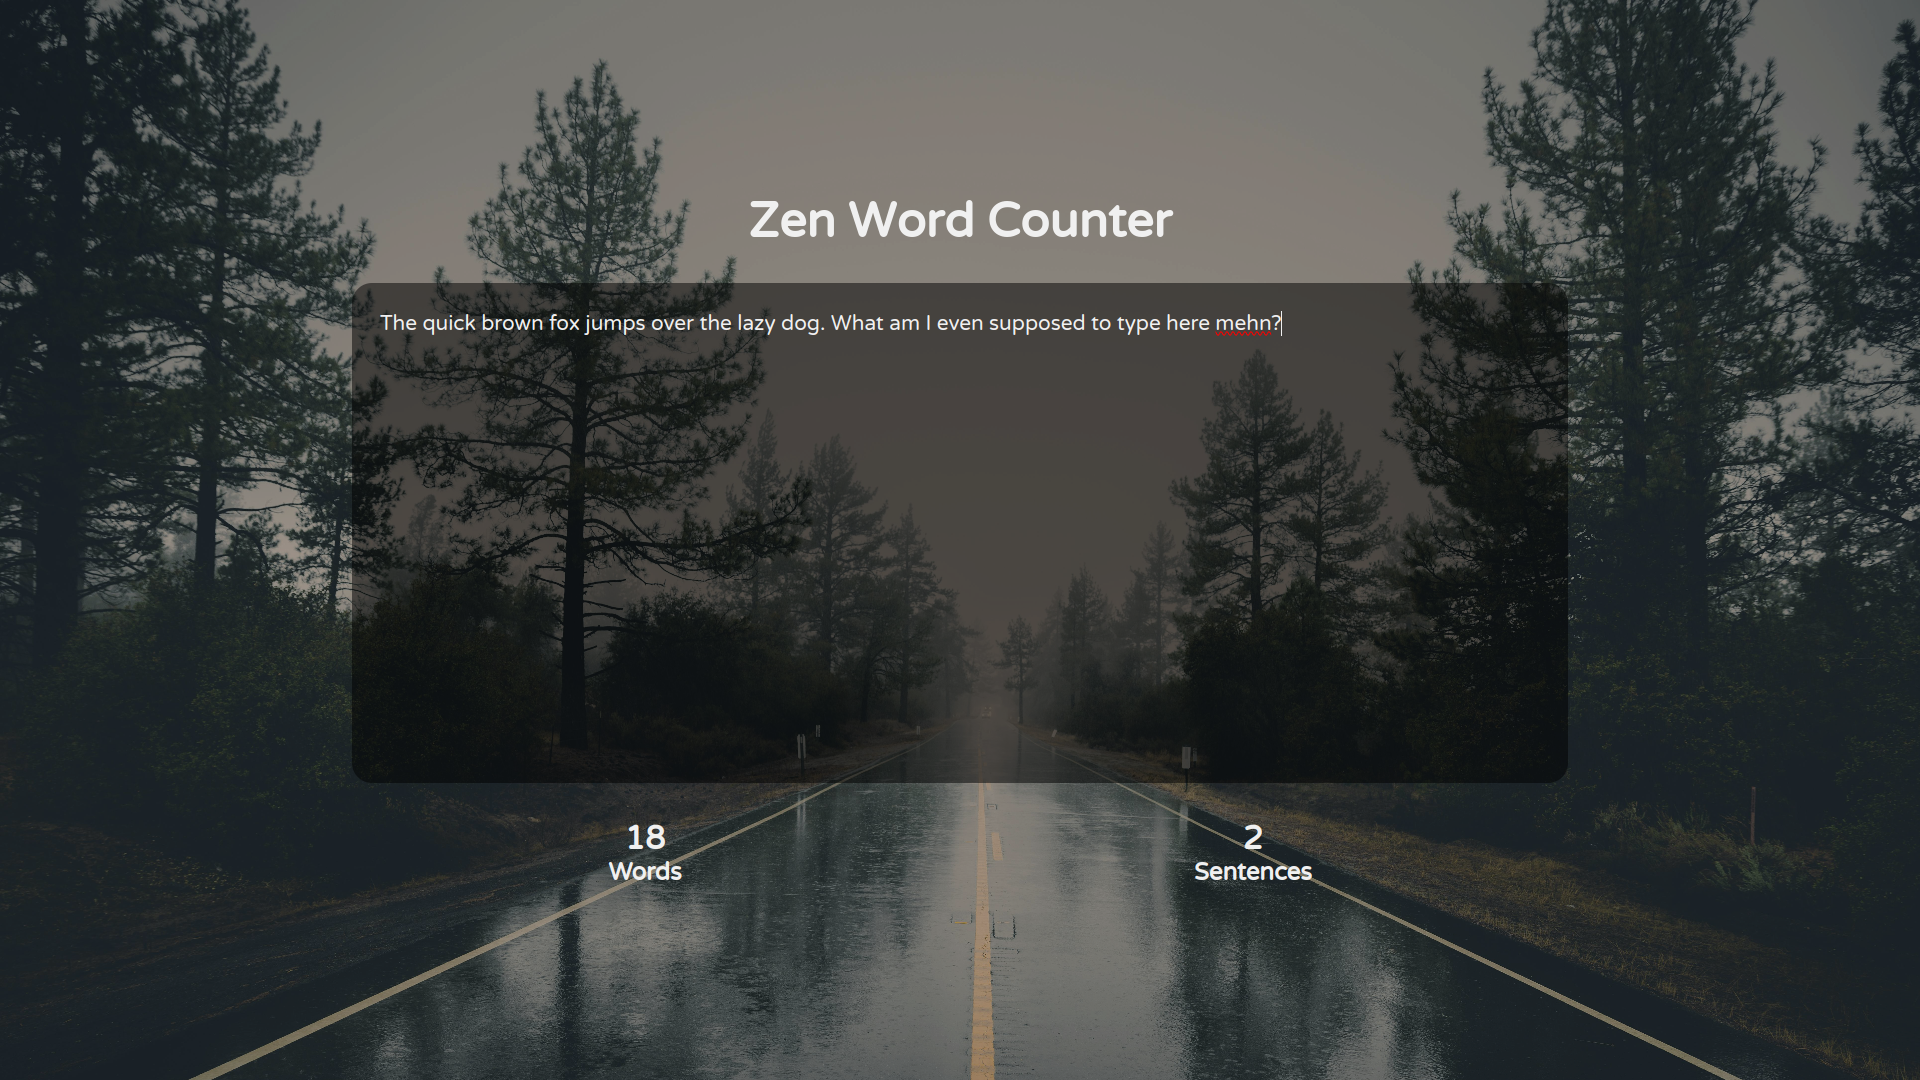 Zen Word Counter
The quick brown fox jumps over the lazy dog. What am I even supposed to type here mehn?
18
Words
2
Sentences